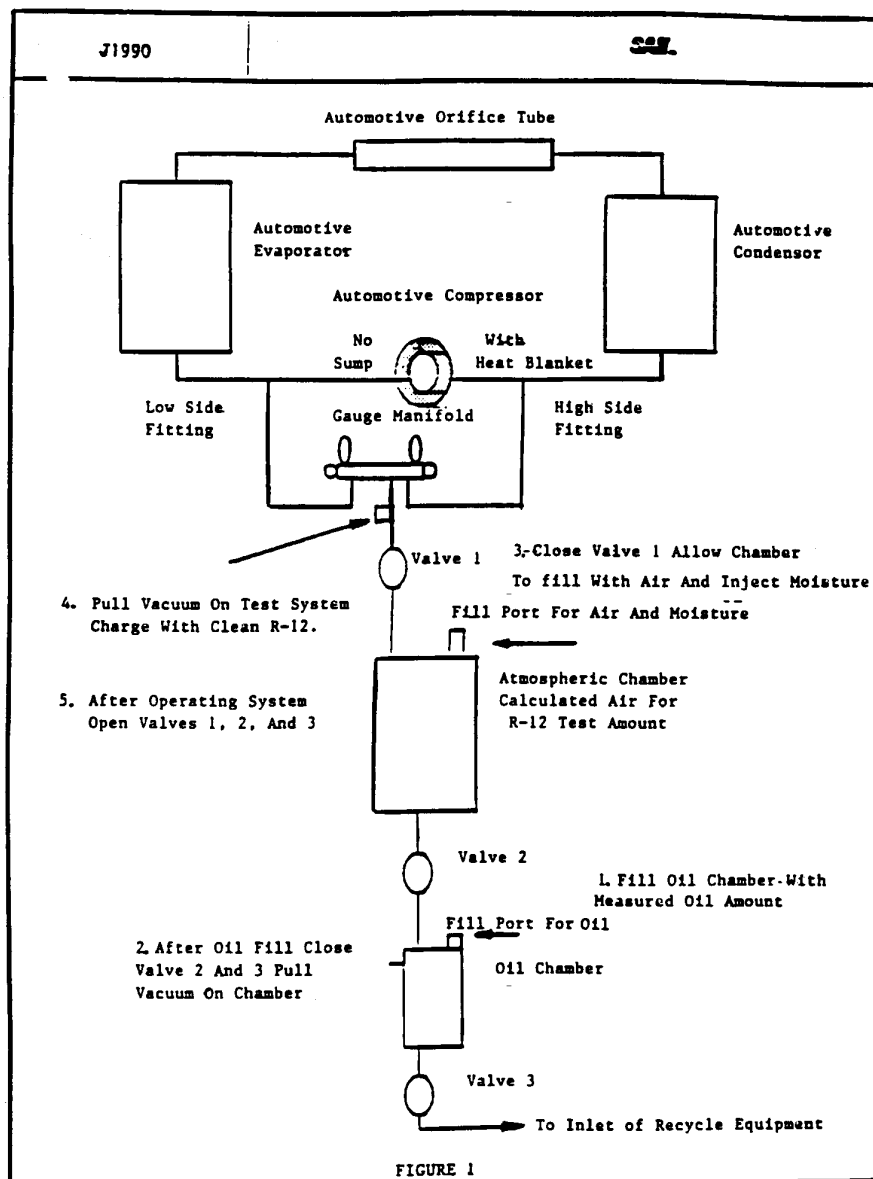 J1990
SAE
Automotive Orifice Tube
Automotive
Evaporator
Automotive
Condensor
Automotive Compressor
No
Sump
With
Heat Blanket
Low Side
Fitting
Gauge Manifold
High Side
Fitting
Valve 1
3. Close Valve 1 Allow Chamber
To fill With Air And Inject Moisture
4. Pull Vacuum On Test System
Charge With Clean R-12.
Fill Port For Air And Moisture
5. After Operating System
Open Valves 1, 2, And 3
Atmospheric Chamber
Calculated Air For
R-12 Test Amount
Valve 2
1. Fill Oil Chamber-With
Measured Oil Amount
Fill Port For Oil
2. After Oil Fill Close
Valve 2 And 3 Pull
Vacuum On Chamber
Oil Chamber
Valve 3
To Inlet of Recycle Equipment
FIGURE 1